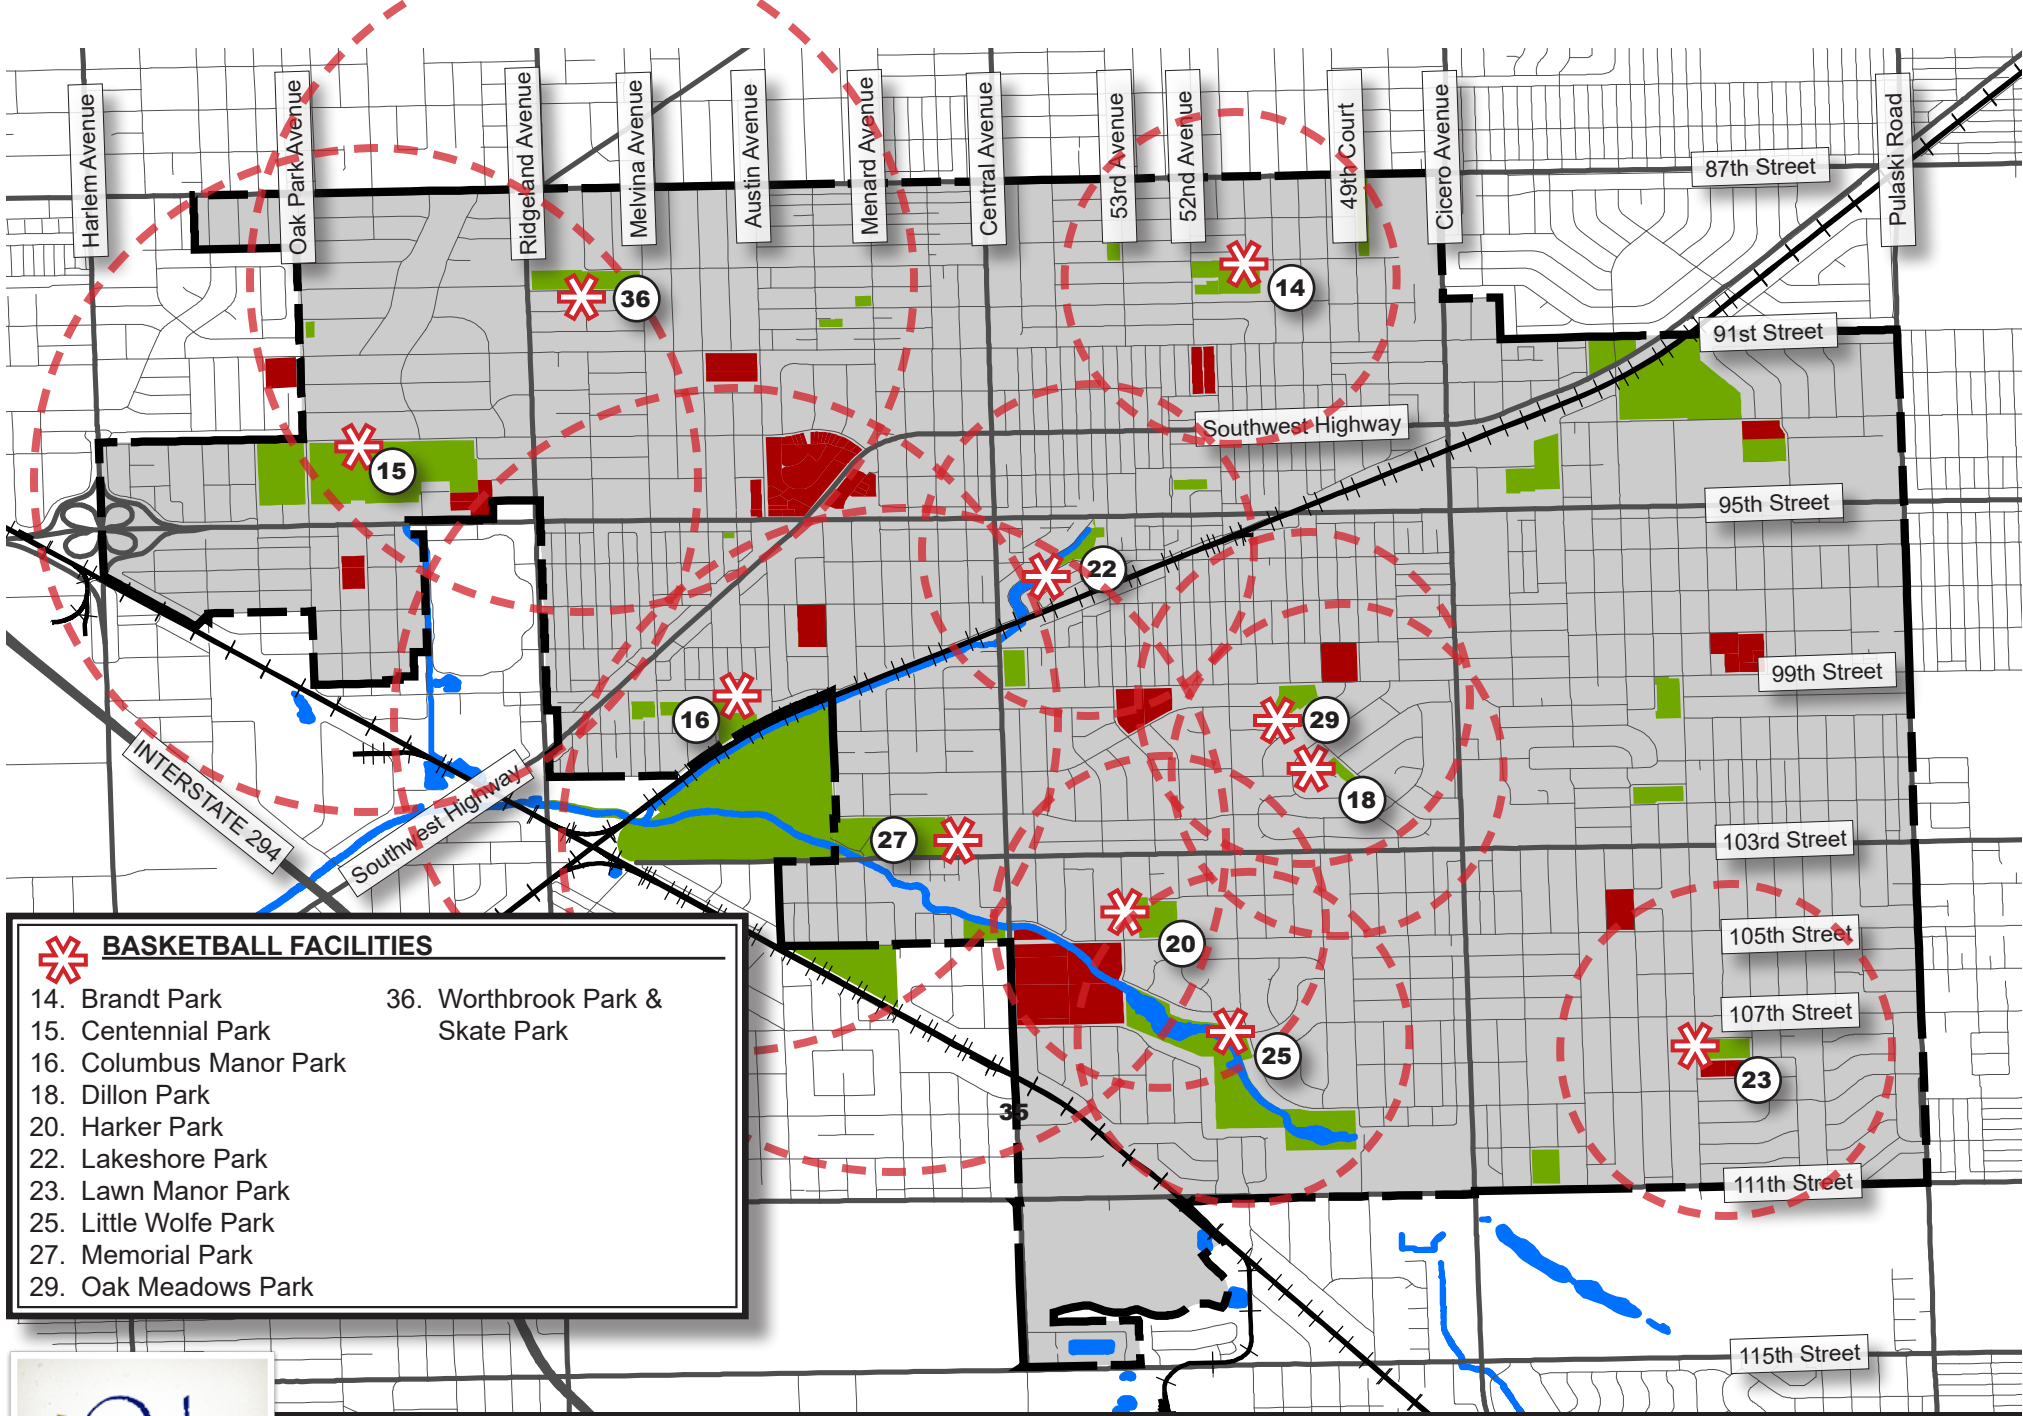 Harlem Avenue
Oak Park Avenue
Ridgeland Avenue
Melvina Avenue
Austin Avenue
Menard Avenue
Central Avenue
53rd Avenue
52nd Avenue
49th Court
Cicero Avenue
Pulaski Road
87th Street
36
14
91st Street
Southwest Highway
15
95th Street
22
99th Street
16
29
INTERSTATE 294
Southwest Highway
18
27
103rd Street
20
105th Street
107th Street
25
23
35
111th Street
115th Street
BASKETBALL FACILITIES
14. Brandt Park
15. Centennial Park
16. Columbus Manor Park
18. Dillon Park
20. Harker Park
22. Lakeshore Park
23. Lawn Manor Park
25. Little Wolfe Park
27. Memorial Park
29. Oak Meadows Park
36. Worthbrook Park &
Skate Park